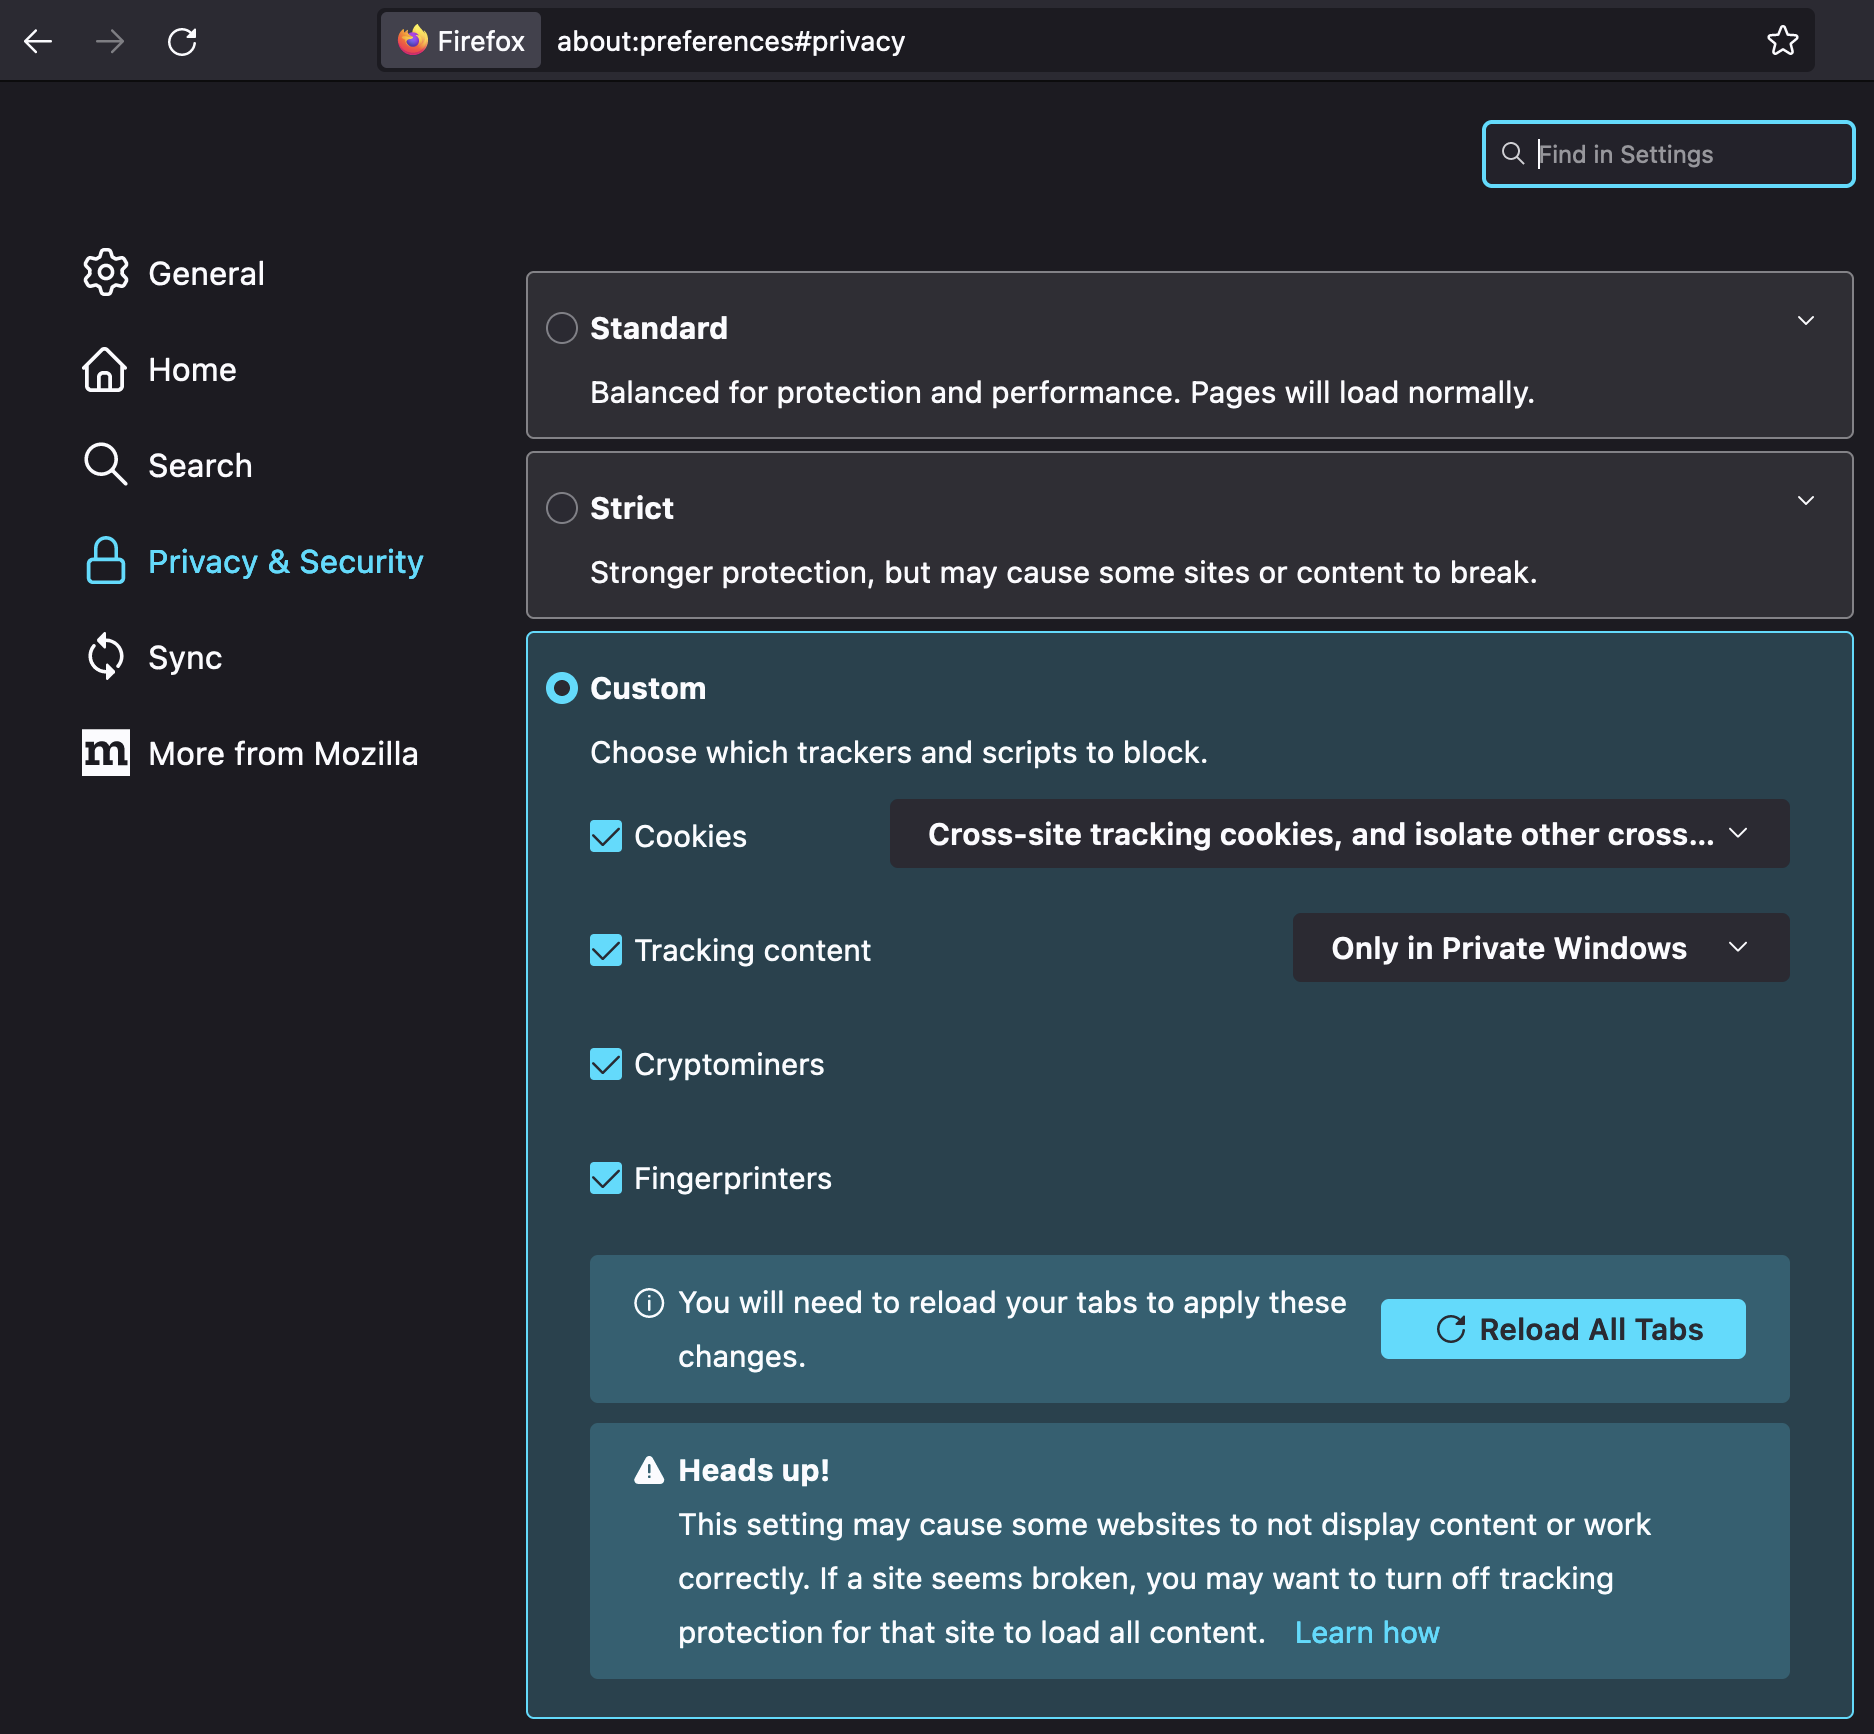 Firefox
about:preferences#privacy
Find in Settings
General
Home
Search
Privacy & Security
Sync
m More from Mozilla
Standard
Balanced for protection and performance. Pages will load normally.
Strict
Stronger protection, but may cause some sites or content to break.
Custom
Choose which trackers and scripts to block.
Cookies
Cross-site tracking cookies, and isolate other cross...
Tracking content
Only in Private Windows
Cryptominers
Fingerprinters
You will need to reload your tabs to apply these
changes.
Reload All Tabs
Heads up!
This setting may cause some websites to not display content or work
correctly. If a site seems broken, you may want to turn off tracking
protection for that site to load all content. Learn how